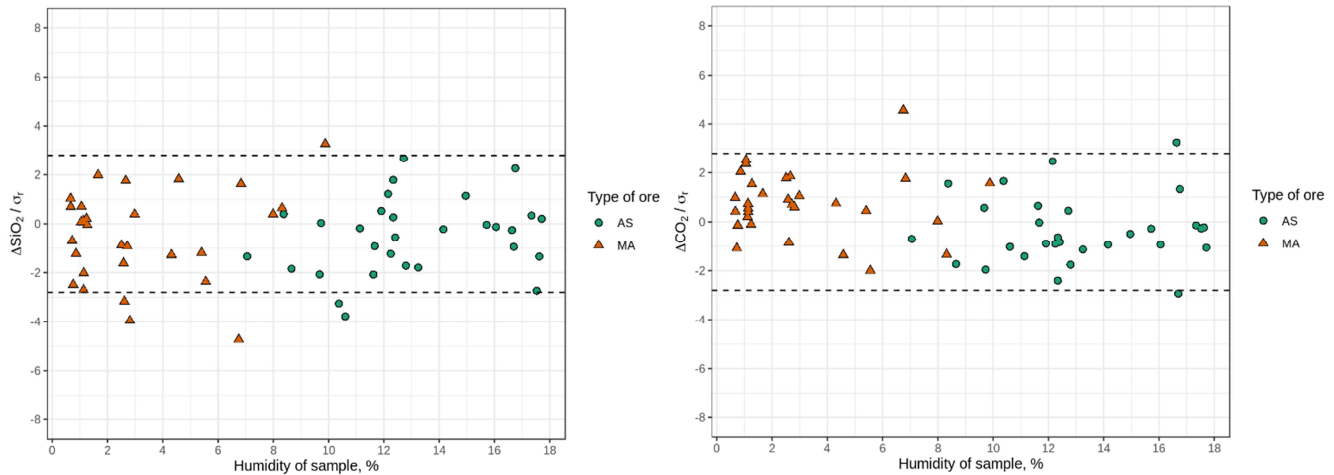 8
6
4
2
0
-2
-4
-6
-8
ΔSiO2 / σr
0 2 4 6 8 10 12 14 16 18
Humidity of sample, %
Type of ore
AS
MA
8
6
4
2
0
-2
-4
-6
-8
ΔCO2 / σr
0 2 4 6 8 10 12 14 16 18
Humidity of sample, %
Type of ore
AS
MA